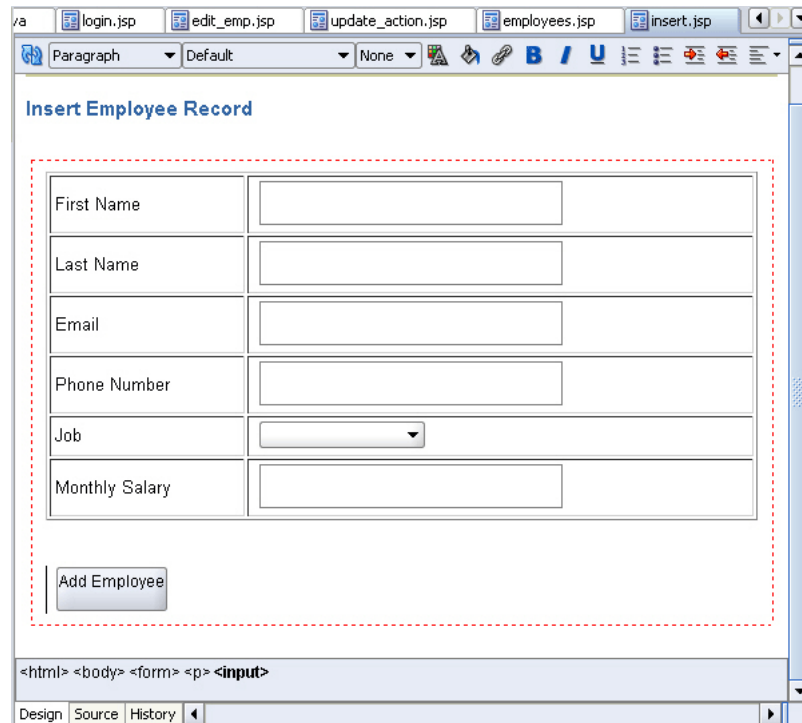 va login.jsp edit_emp.jsp update_action.jsp employees.jsp insert.jsp
Paragraph Default None B I U
Insert Employee Record
First Name
Last Name
Email
Phone Number
Job
Monthly Salary
Add Employee
<html> <body> <form> <p> <input>
Design Source History